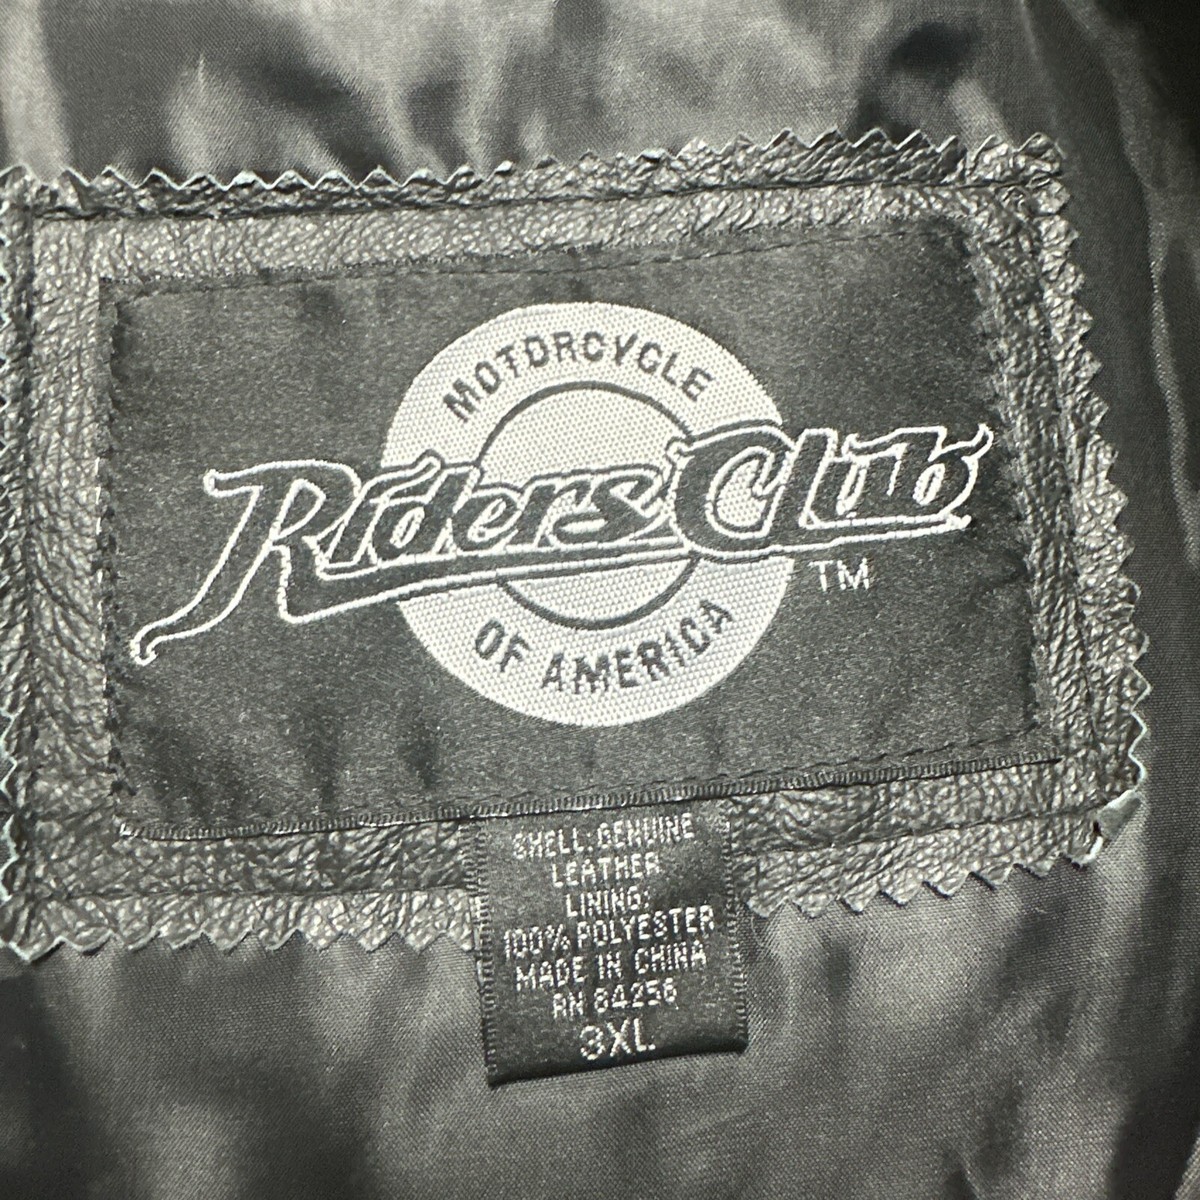 MOTORCYCLE
Riders Club
TM
OF AMERICA
SHELL: GENUINE
LEATHER
LINING:
100% POLYESTER
MADE IN CHINA
RN 84256
3XL